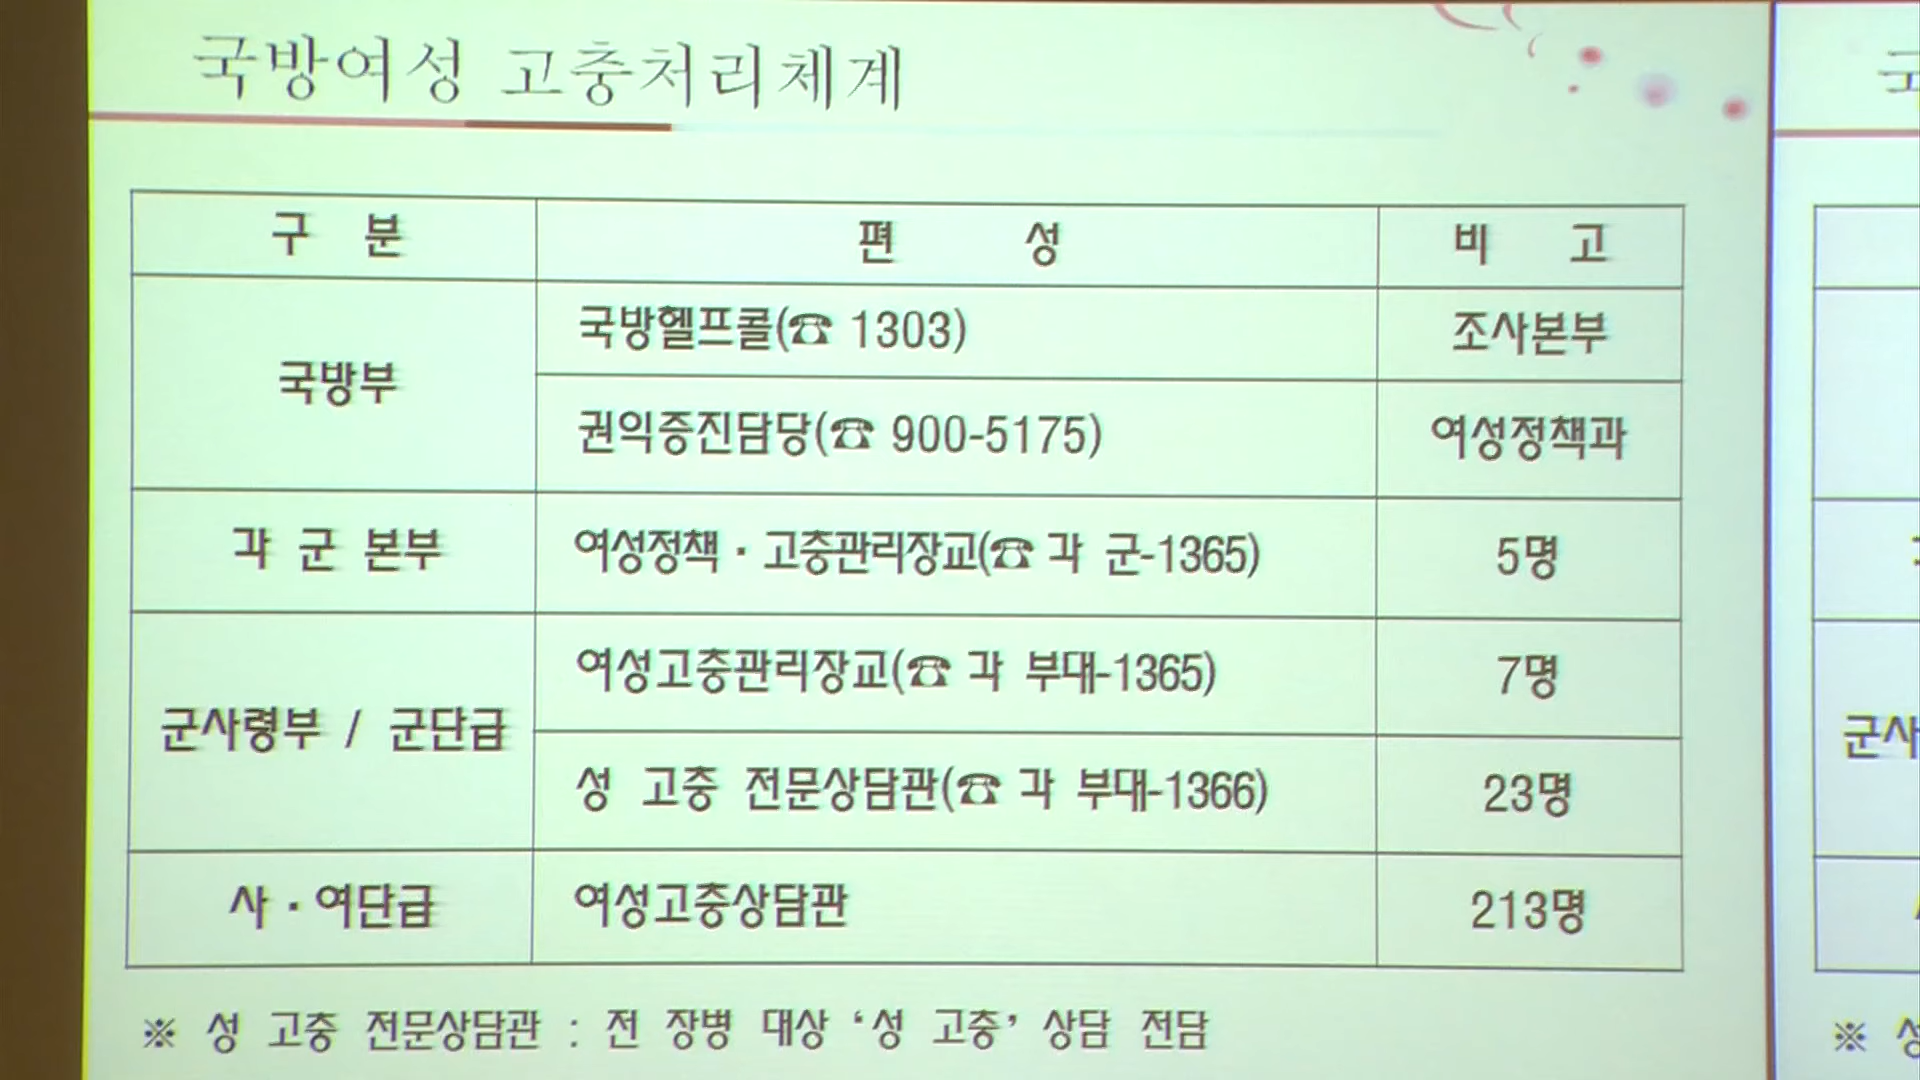 국방여성 고충처리체계
구 분 편 성 비 고
국방부
국방헬프콜(☎ 1303) 조사본부
권익증진담당(☎ 900-5175) 여성정책과
각 군 본부 여성정책·고충관리장교(☎ 각 군-1365) 5명
군사령부 / 군단급
여성고충관리장교(☎ 각 부대-1365) 7명
성 고충 전문상담관(☎ 각 부대-1366) 23명
사·여단급 여성고충상담관 213명
※ 성 고충 전문상담관 : 전 장병 대상 ‘성 고충’ 상담 전담
군사
※ 성